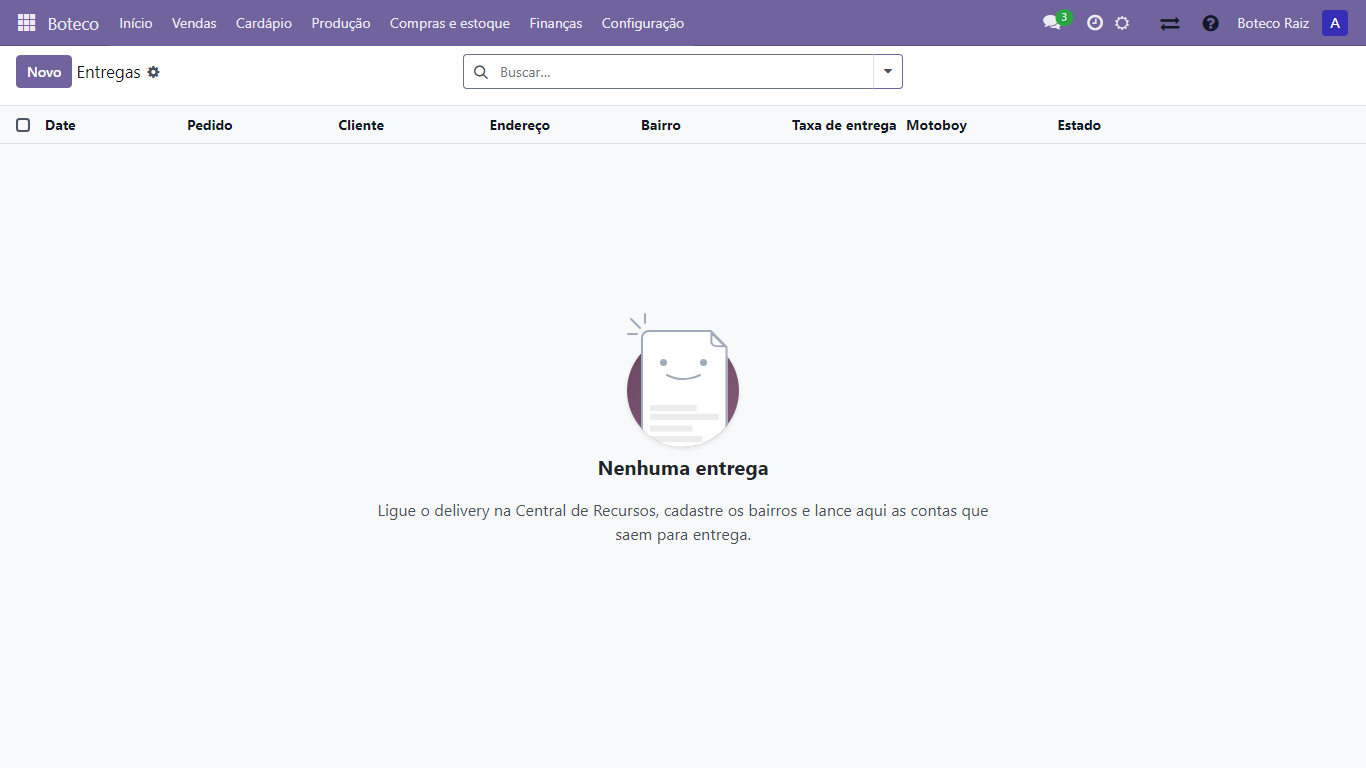 Boteco Início Vendas Cardápio Produção Compras e estoque Finanças Configuração 3 Boteco Raiz A
Novo Entregas Buscar...
Date Pedido Cliente Endereço Bairro Taxa de entrega Motoboy Estado
Nenhuma entrega
Ligue o delivery na Central de Recursos, cadastre os bairros e lance aqui as contas que
saem para entrega.